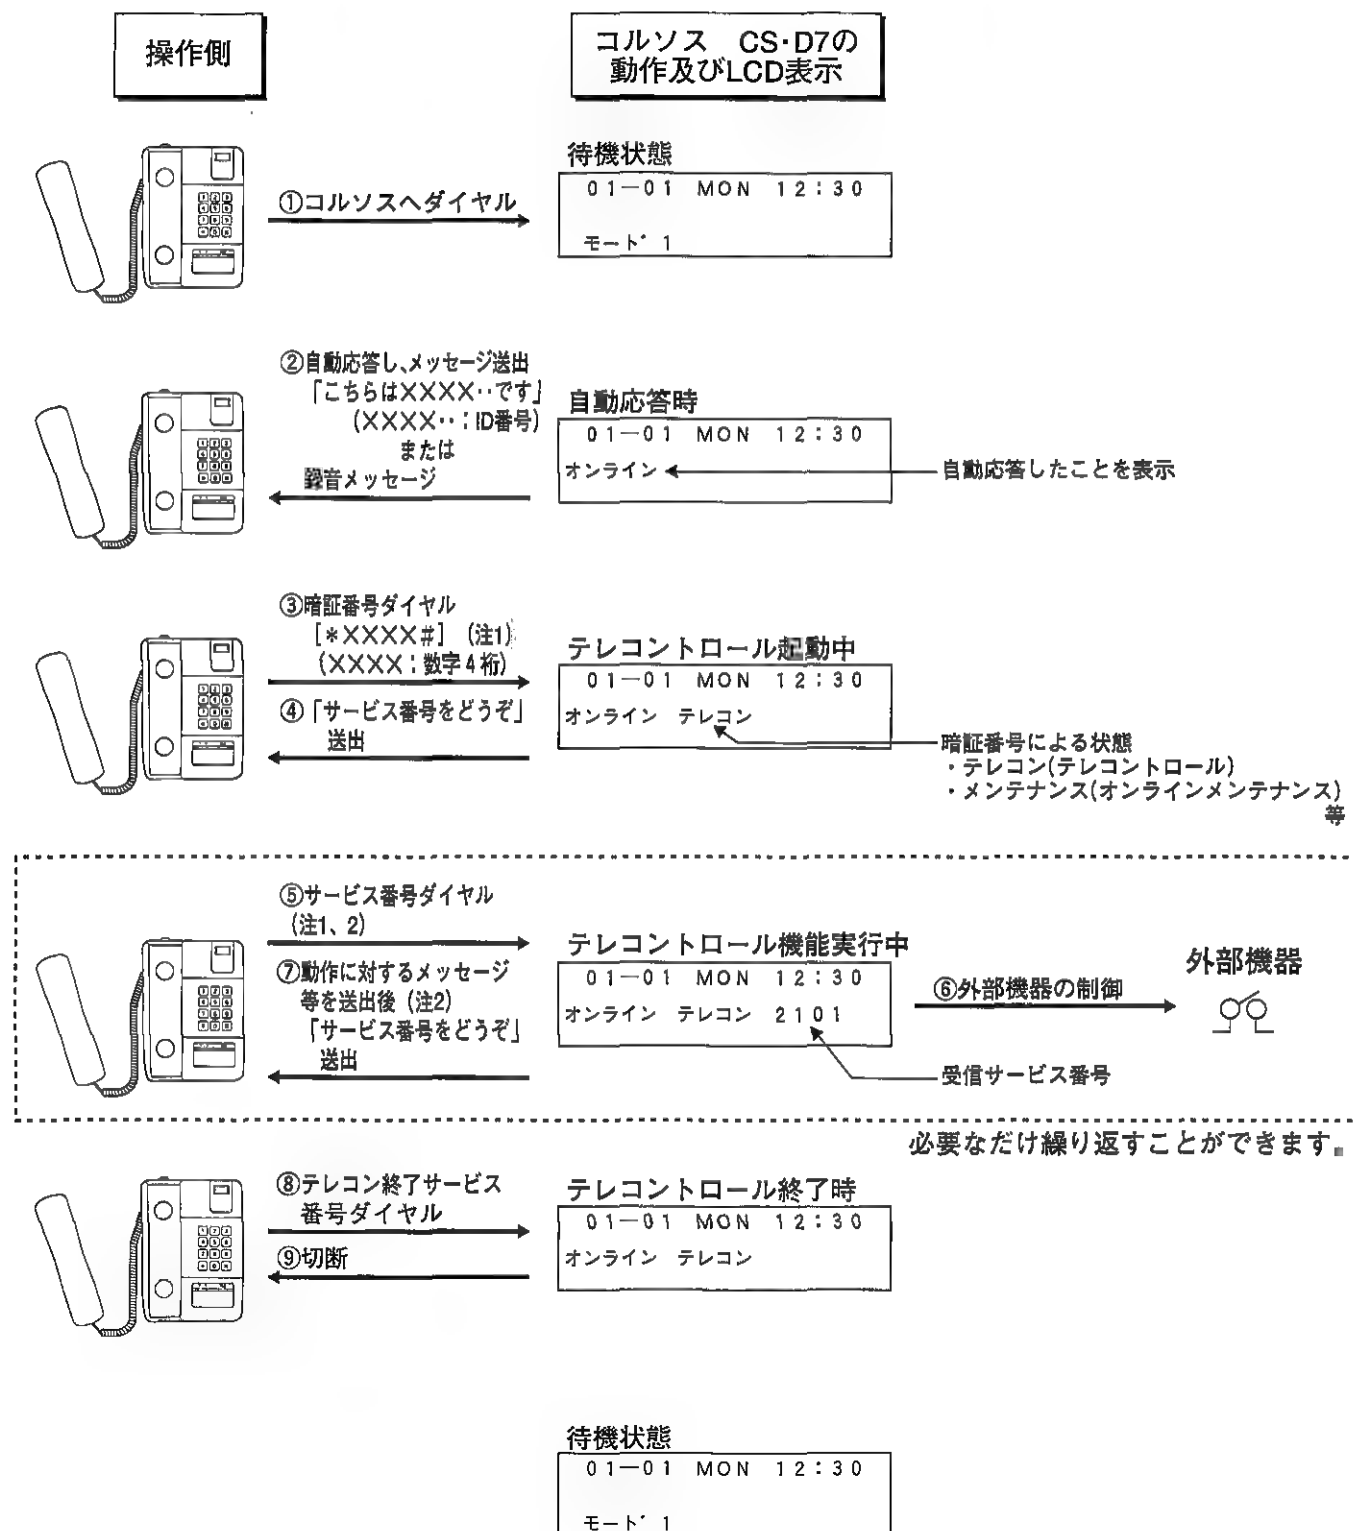 操作側
コルソス CS·D7の
動作及びLCD表示
待機状態
01−01 MON 12:30
モード 1
①コルソスへダイヤル
②自動応答し、メッセージ送出
「こちらは××××‥です」
(××××‥:ID番号)
または
録音メッセージ
自動応答時
01−01 MON 12:30
オンライン
自動応答したことを表示
③暗証番号ダイヤル
[*××××#] (注1)
(××××:数字4桁)
④「サービス番号をどうぞ」
送出
テレコントロール起動中
01−01 MON 12:30
オンライン テレコン
暗証番号による状態
・テレコン(テレコントロール)
・メンテナンス(オンラインメンテナンス)
等
⑤サービス番号ダイヤル
(注1、2)
⑦動作に対するメッセージ
等を送出後(注2)
「サービス番号をどうぞ」
送出
テレコントロール機能実行中
01−01 MON 12:30
オンライン テレコン 2101
受信サービス番号
⑥外部機器の制御
外部機器
必要なだけ繰り返すことができます。
⑧テレコン終了サービス
番号ダイヤル
⑨切断
テレコントロール終了時
01−01 MON 12:30
オンライン テレコン
待機状態
01−01 MON 12:30
モード 1